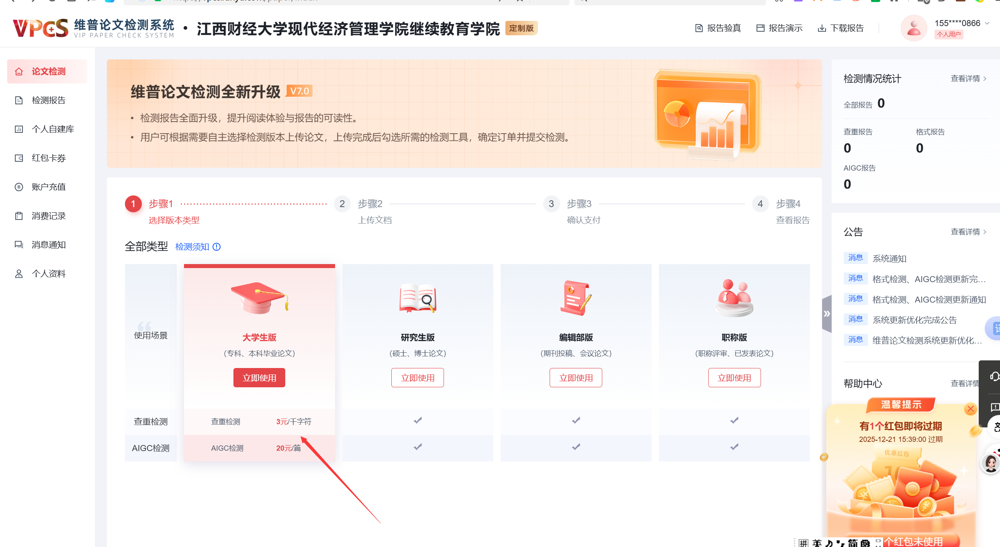 VPCS 维普论文检测系统
VIP PAPER CHECK SYSTEM
· 江西财经大学现代经济管理学院继续教育学院 定制版
报告验真
报告演示
下载报告
155****0866
个人用户
论文检测
检测报告
个人自建库
红包卡券
账户充值
消费记录
消息通知
个人资料
维普论文检测全新升级 V7.0
• 检测报告全面升级，提升阅读体验与报告的可读性。
• 用户可根据需要自主选择检测版本上传论文，上传完成后勾选所需的检测工具，确定订单并提交检测。
1 步骤1
选择版本类型
2 步骤2
上传文档
3 步骤3
确认支付
4 步骤4
查看报告
全部类型 检测须知
使用场景
大学生版
(专科、本科毕业论文)
立即使用
研究生版
(硕士、博士论文)
立即使用
编辑部版
(期刊投稿、会议论文)
立即使用
职称版
(职称评审、已发表论文)
立即使用
查重检测
查重检测 3元/千字符
AIGC检测
AIGC检测 20元/篇
检测情况统计 查看详情
全部报告 0
查重报告
0
格式报告
0
AIGC报告
0
公告 查看详情
消息 系统通知
消息 格式检测、AIGC检测更新完…
消息 格式检测、AIGC检测更新通知
消息 系统更新优化完成公告
消息 维普论文检测系统更新优化…
帮助中心 查看详情
温馨提示
有1个红包即将过期
2025-12-21 15:39:00 过期
优惠红包
10
个红包未使用
拼 英 简